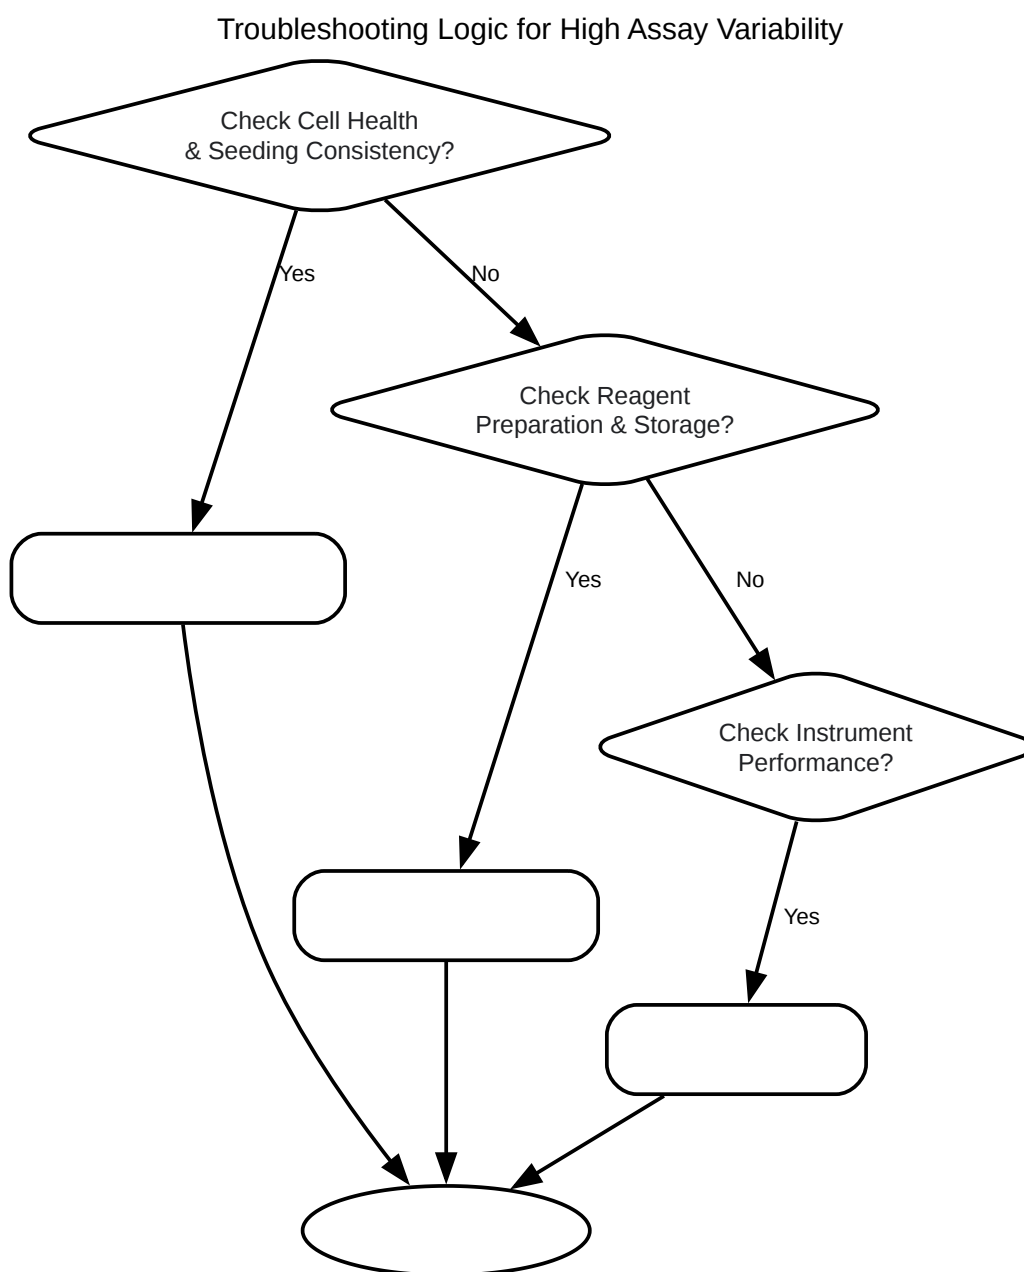 Troubleshooting Logic for High Assay Variability
Check Cell Health
& Seeding Consistency?
Yes
No
Check Reagent
Preparation & Storage?
Yes
No
Check Instrument
Performance?
Yes